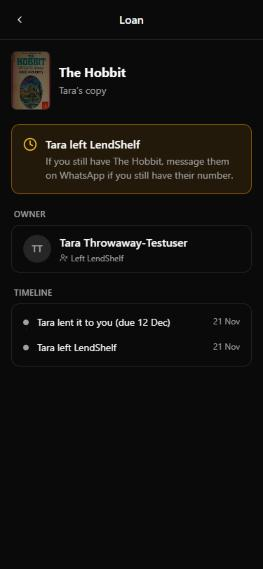 Loan
THE
HOBBIT
The Hobbit
Tara's copy
Tara left LendShelf
If you still have The Hobbit, message them
on WhatsApp if you still have their number.
OWNER
TT
Tara Throwaway-Testuser
Left LendShelf
TIMELINE
Tara lent it to you (due 12 Dec)
21 Nov
Tara left LendShelf
21 Nov